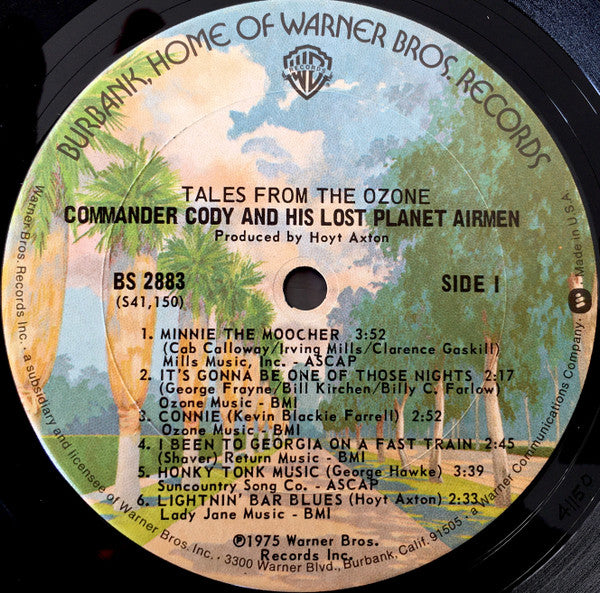 BURBANK, HOME OF WARNER BROS. RECORDS
RECORDS
TALES FROM THE OZONE
COMMANDER CODY AND HIS LOST PLANET AIRMEN
Produced by Hoyt Axton
BS 2883
(S41,150)
SIDE I
1. MINNIE THE MOOCHER 3:52
(Cab Calloway/Irving Mills/Clarence Gaskill)
Mills Music, Inc. - ASCAP
2. IT'S GONNA BE ONE OF THOSE NIGHTS 2:17
(George Frayne/Bill Kirchen/Billy C. Farlow)
Ozone Music - BMI
3. CONNIE (Kevin Blackie Farrell) 2:52
Ozone Music - BMI
4. I BEEN TO GEORGIA ON A FAST TRAIN 2:45
(Shaver) Return Music - BMI
5. HONKY TONK MUSIC (George Hawke) 3:39
Suncountry Song Co. - ASCAP
6. LIGHTNIN' BAR BLUES (Hoyt Axton) 2:33
Lady Jane Music - BMI
℗1975 Warner Bros.
Records Inc.
Warner Bros. Records Inc. · a subsidiary and licensee of Warner Bros. Inc. · 3300 Warner Blvd., Burbank, Calif. 91505 · a Warner Communications Company. · Made in U.S.A.
41150